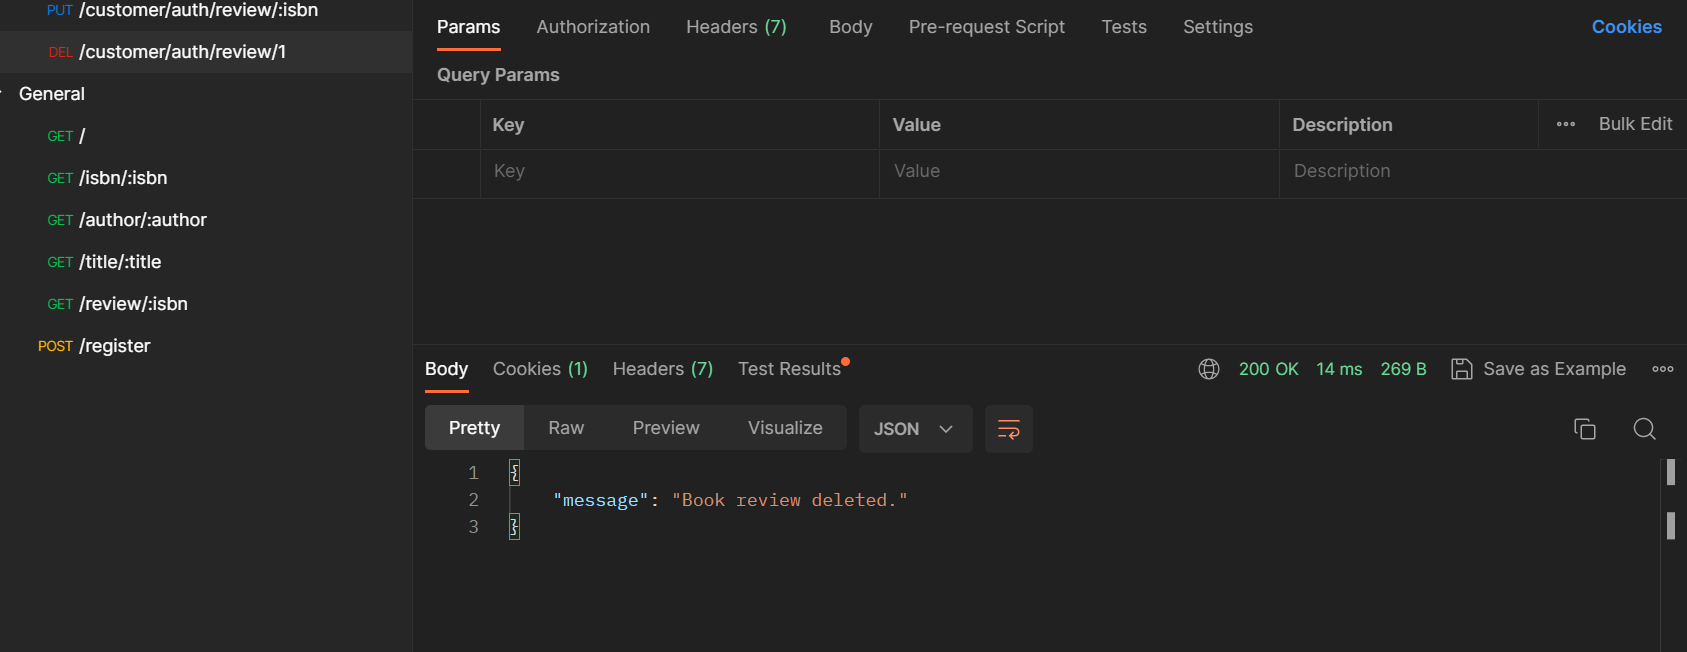 PUT /customer/auth/review/:isbn
DEL /customer/auth/review/1
General
GET /
GET /isbn/:isbn
GET /author/:author
GET /title/:title
GET /review/:isbn
POST /register
Params Authorization Headers (7) Body Pre-request Script Tests Settings Cookies
Query Params
Key Value Description Bulk Edit
Key Value Description
Body Cookies (1) Headers (7) Test Results 200 OK 14 ms 269 B Save as Example
Pretty Raw Preview Visualize JSON
1 {
2 "message": "Book review deleted."
3 }